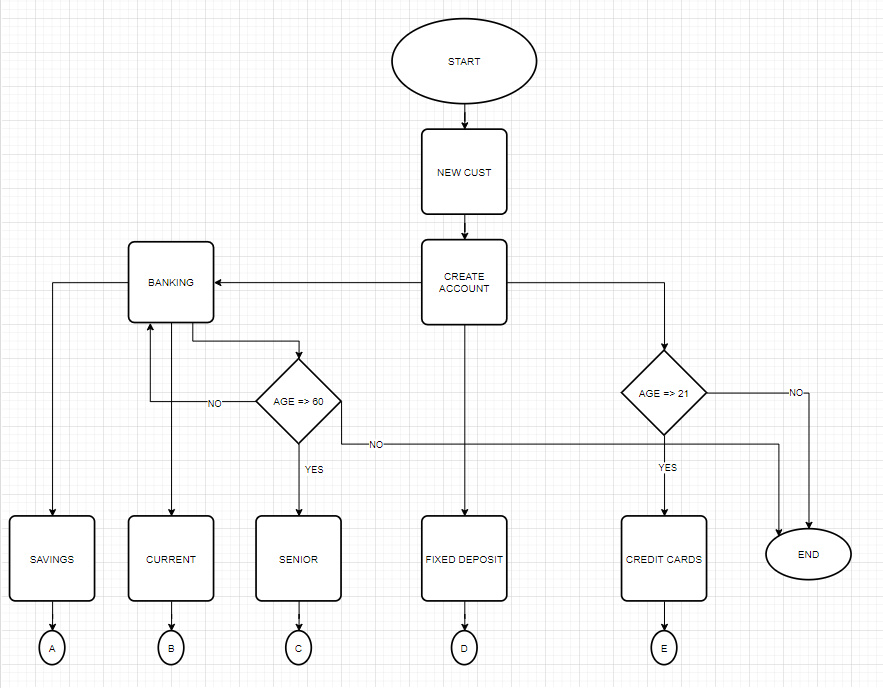 START
NEW CUST
CREATE
ACCOUNT
BANKING
AGE => 60
AGE => 21
NO
NO
NO
YES
YES
SAVINGS
CURRENT
SENIOR
FIXED DEPOSIT
CREDIT CARDS
END
A
B
C
D
E